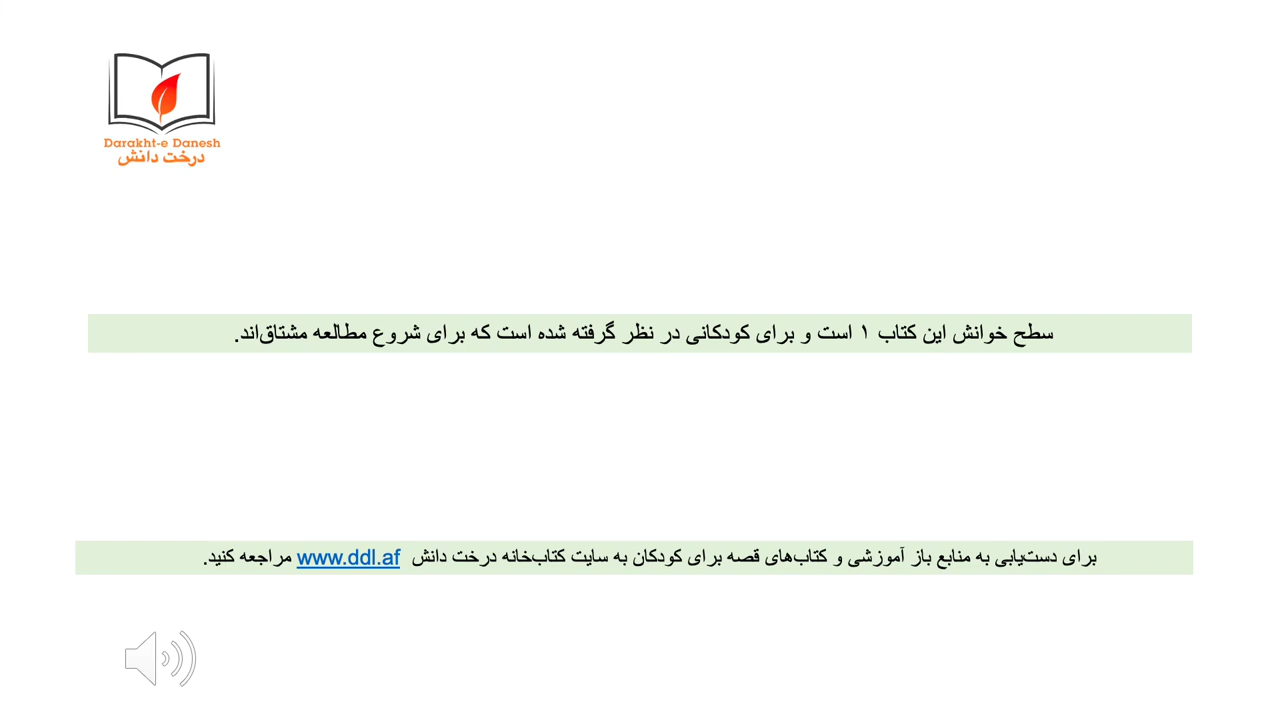 Darakht-e Danesh
درخت دانش
سطح خوانش این کتاب ۱ است و برای کودکانی در نظر گرفته شده است که برای شروع مطالعه مشتاق‌اند.
برای دست‌یابی به منابع باز آموزشی و کتاب‌های قصه برای کودکان به سایت کتاب‌خانه درخت دانش www.ddl.af مراجعه کنید.